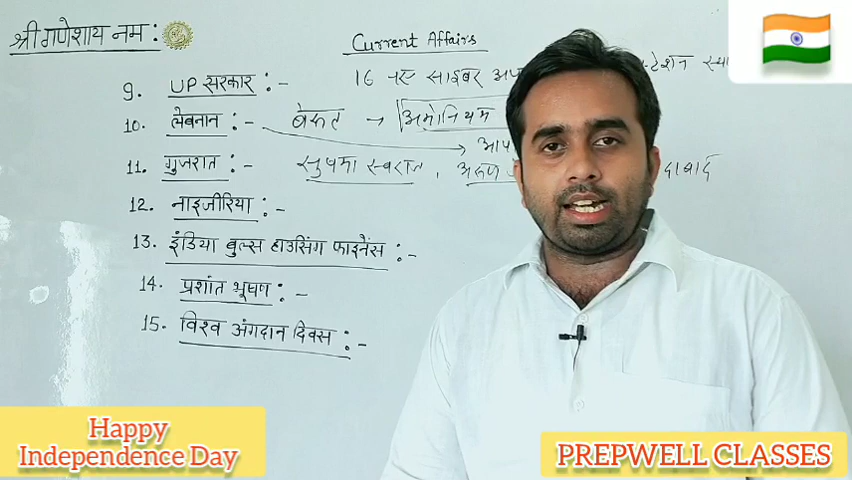 श्री गणेशाय नम :
Current Affairs
9. UP सरकार :- 16 नए साइबर
10. लेबनान :- बेरूत → अमोनियम
11. गुजरात :- सुषमा स्वराज ,
12. नाइजीरिया :-
13. इंडिया बुल्स हाउसिंग फाइनेंस :-
14. प्रशांत भूषण :-
15. विश्व अंगदान दिवस :-
Happy
Independence Day
PREPWELL CLASSES